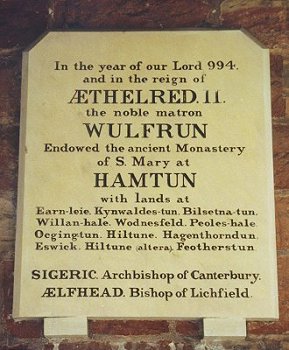 In the year of our Lord 994.
and in the reign of
ÆTHELRED. II.
the noble matron
WULFRUN
Endowed the ancient Monastery
of S. Mary at
HAMTUN
with lands at
Earn-leie. Kynwaldes-tun. Bilsetna-tun.
Willan-hale. Wodnesfeld. Peoles-hale.
Ocgingtun. Hiltune. Hagenthorndun.
Eswick. Hiltune (altera). Feotherstun.
SIGERIC. Archbishop of Canterbury.
ÆLFHEAD. Bishop of Lichfield.